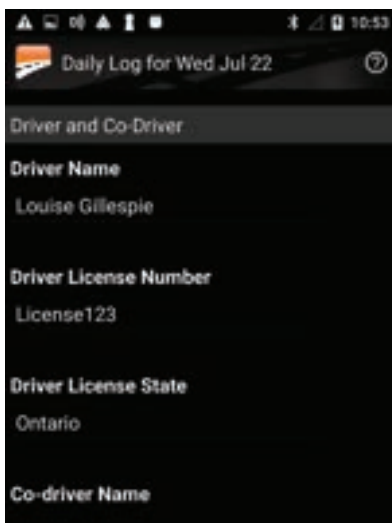 10:53
Daily Log for Wed Jul 22
Driver and Co-Driver
Driver Name
Louise Gillespie
Driver License Number
License123
Driver License State
Ontario
Co-driver Name